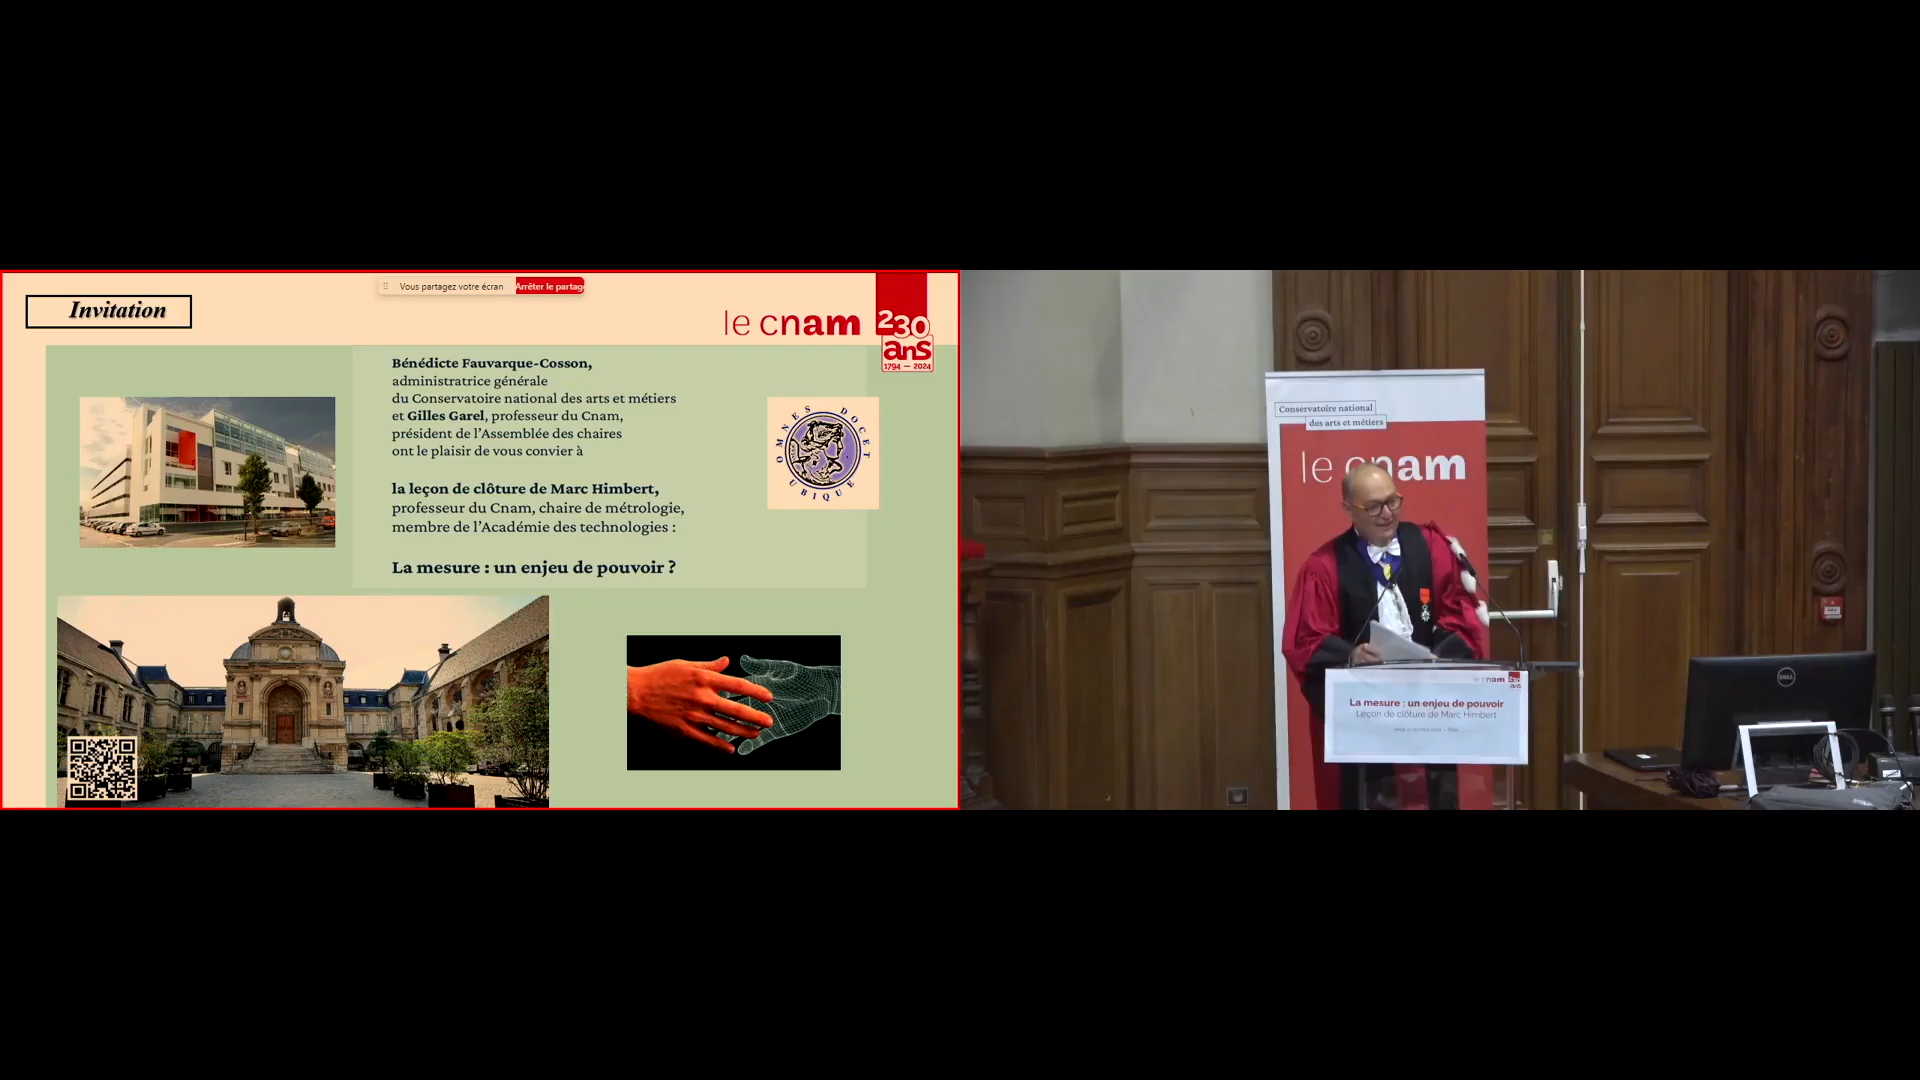 Vous partagez votre écran
Arrêter le partag
Invitation
le cnam
230
ans
1794 — 2024
Bénédicte Fauvarque-Cosson,
administratrice générale
du Conservatoire national des arts et métiers
et Gilles Garel, professeur du Cnam,
président de l’Assemblée des chaires
ont le plaisir de vous convier à
la leçon de clôture de Marc Himbert,
professeur du Cnam, chaire de métrologie,
membre de l’Académie des technologies :
La mesure : un enjeu de pouvoir ?
OMNES DOCET UBIQUE
Conservatoire national
des arts et métiers
le cnam
le cnam
La mesure : un enjeu de pouvoir
Leçon de clôture de Marc Himbert
DELL